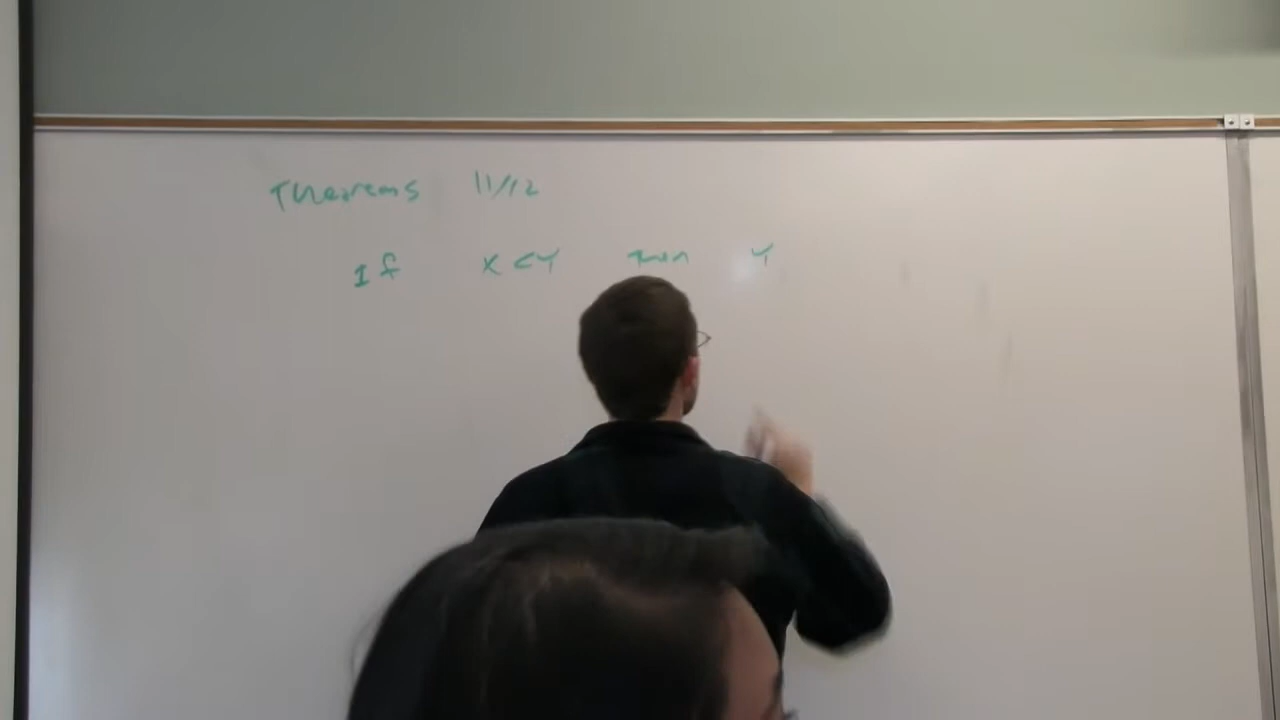 Theorems 11/12
If x < y then y